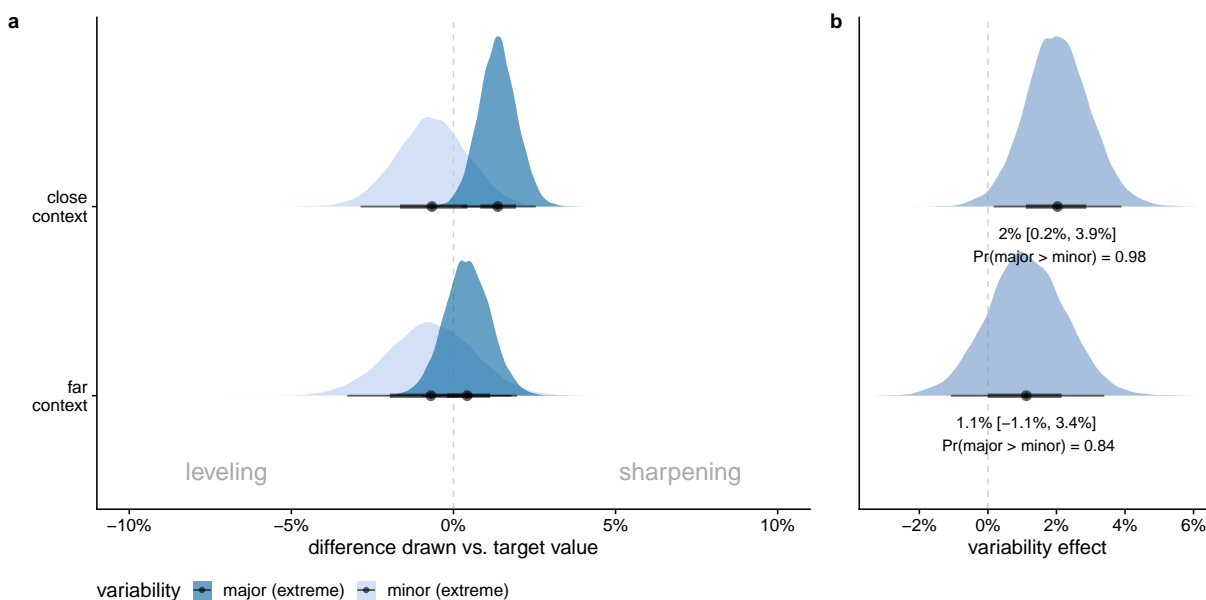 a
close
context
far
context
leveling
sharpening
−10%
−5%
0%
5%
10%
difference drawn vs. target value
variability
major (extreme)
minor (extreme)
b
2% [0.2%, 3.9%]
Pr(major > minor) = 0.98
1.1% [−1.1%, 3.4%]
Pr(major > minor) = 0.84
−2%
0%
2%
4%
6%
variability effect